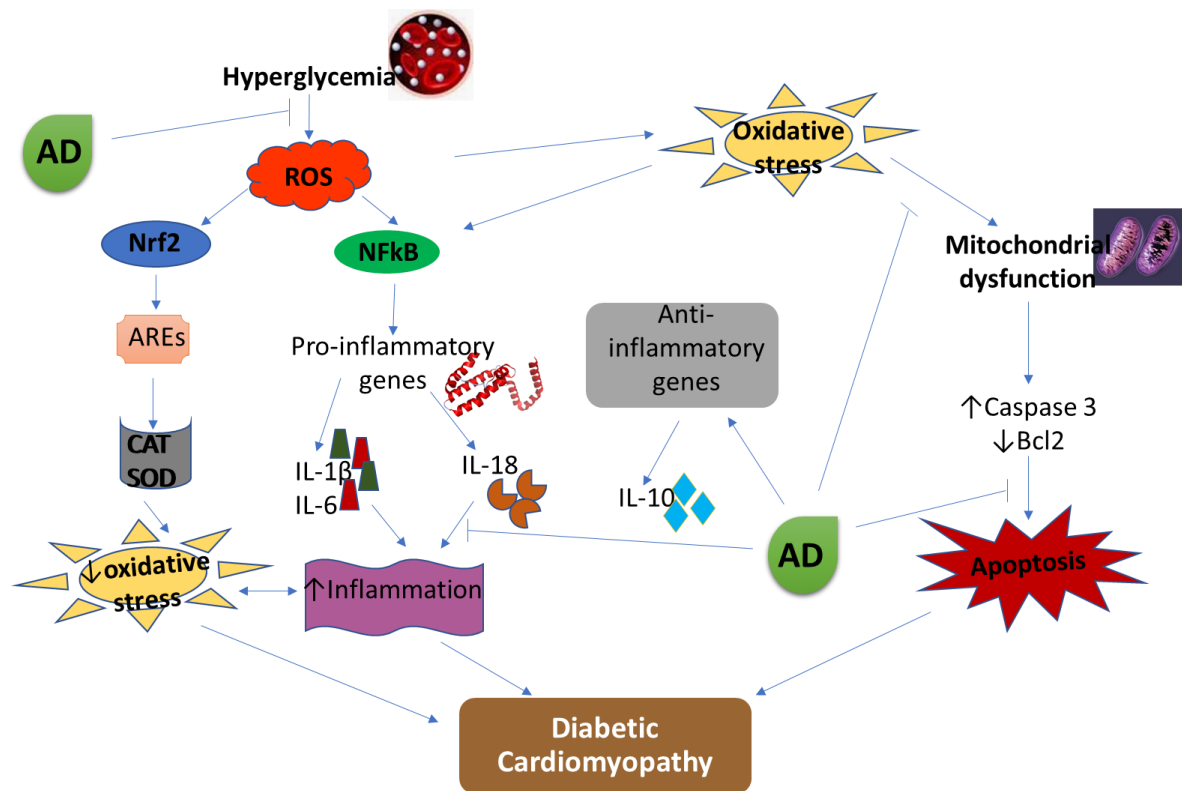 Hyperglycemia
AD
ROS
Oxidative
stress
Nrf2
NFkB
Mitochondrial
dysfunction
AREs
Pro-inflammatory
genes
Anti-
inflammatory
genes
↑Caspase 3
↓Bcl2
CAT
SOD
IL-1β
IL-6
IL-18
IL-10
AD
↓oxidative
stress
↑Inflammation
Apoptosis
Diabetic
Cardiomyopathy